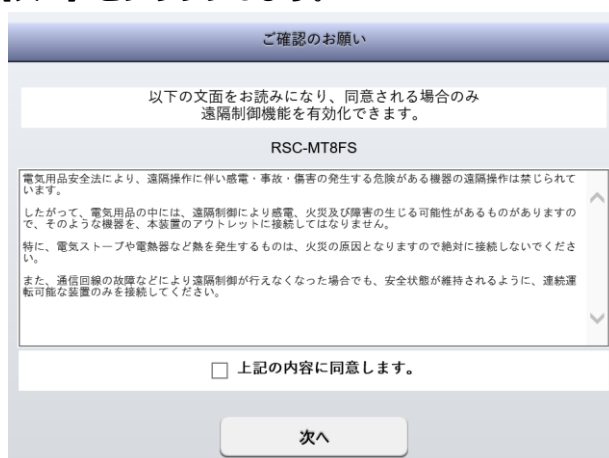 ご確認のお願い
以下の文面をお読みになり、同意される場合のみ
遠隔制御機能を有効化できます。
RSC-MT8FS
電気用品安全法により、遠隔操作に伴い感電・事故・傷害の発生する危険がある機器の遠隔操作は禁じられて
います。
したがって、電気用品の中には、遠隔制御により感電、火災及び障害の生じる可能性があるものがありますの
で、そのような機器を、本装置のアウトレットに接続してはなりません。
特に、電気ストーブや電熱器など熱を発生するものは、火災の原因となりますので絶対に接続しないでくださ
い。
また、通信回線の故障などにより遠隔制御が行えなくなった場合でも、安全状態が維持されるように、連続運
転可能な装置のみを接続してください。
上記の内容に同意します。
次へ